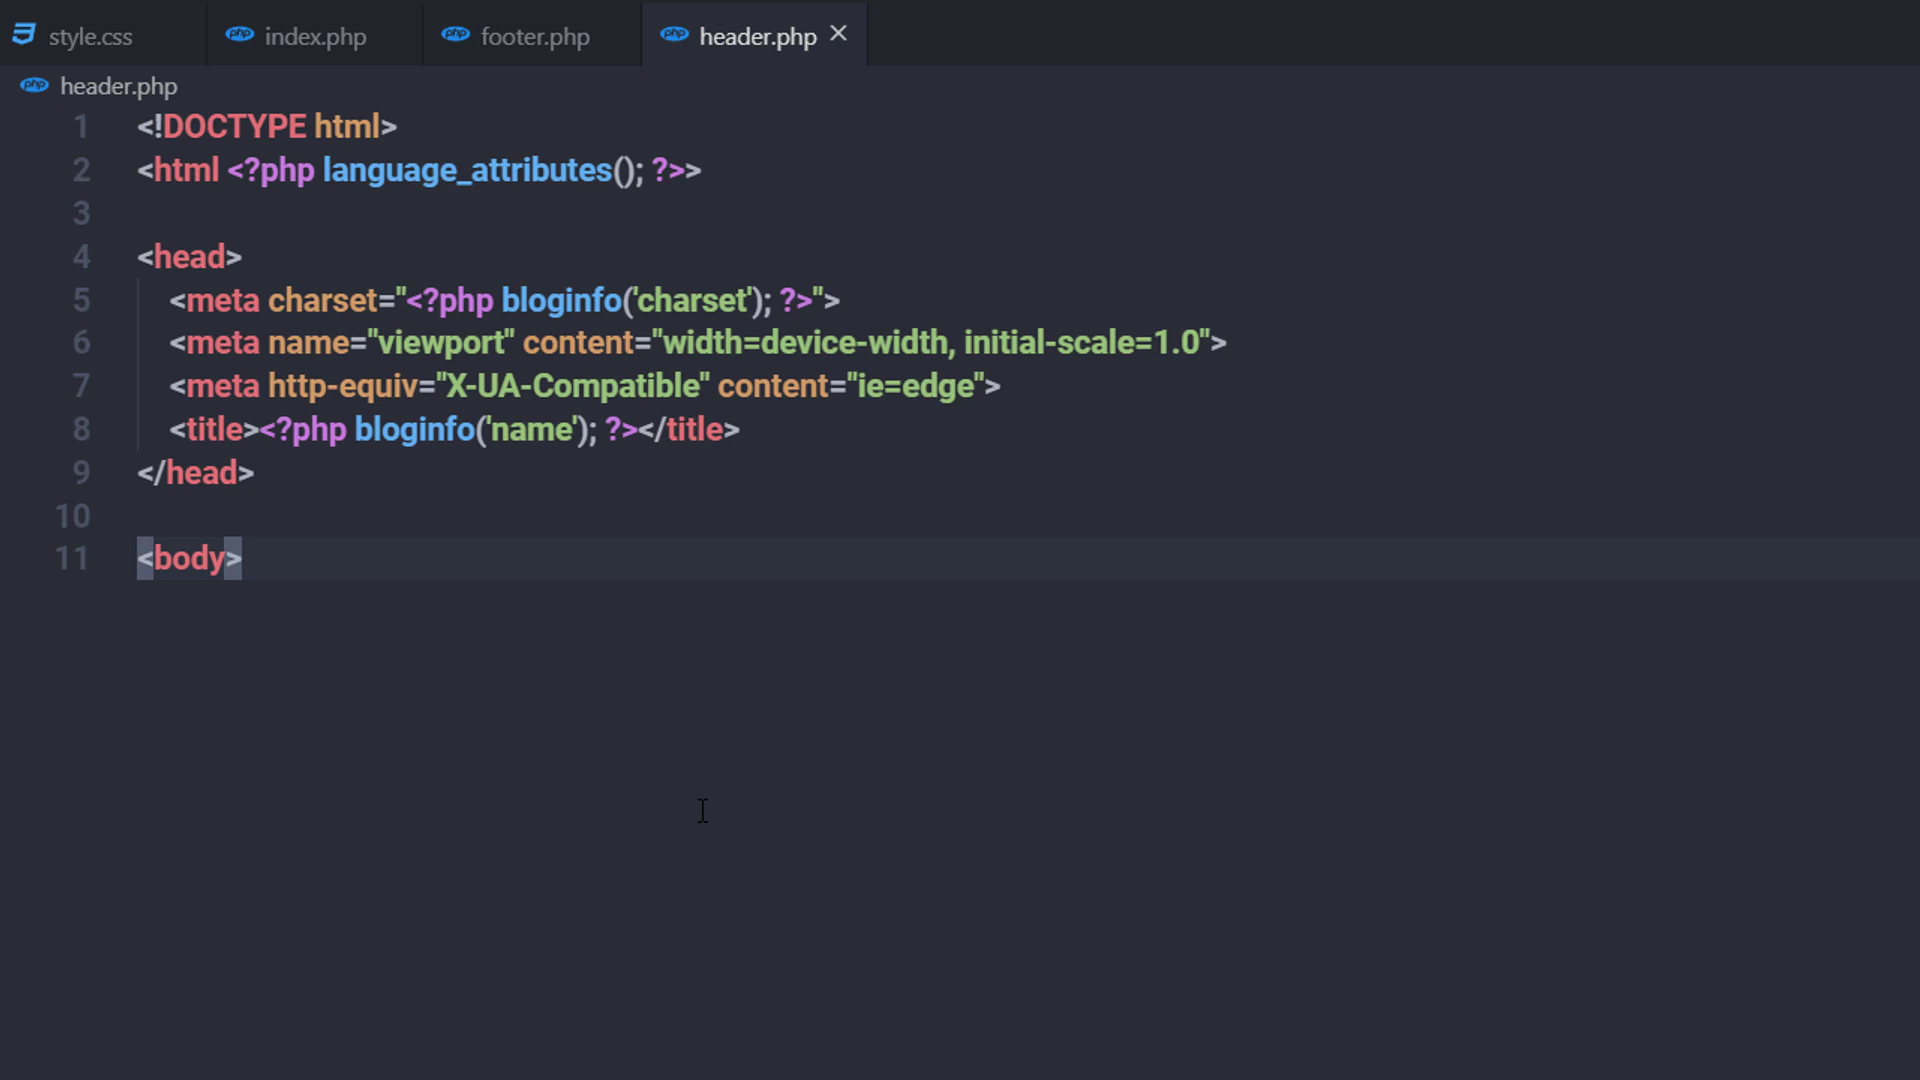 style.css index.php footer.php header.php
header.php
1 <!DOCTYPE html>
2 <html <?php language_attributes(); ?>>
3
4 <head>
5 <meta charset="<?php bloginfo('charset'); ?>">
6 <meta name="viewport" content="width=device-width, initial-scale=1.0">
7 <meta http-equiv="X-UA-Compatible" content="ie=edge">
8 <title><?php bloginfo('name'); ?></title>
9 </head>
10
11 <body>